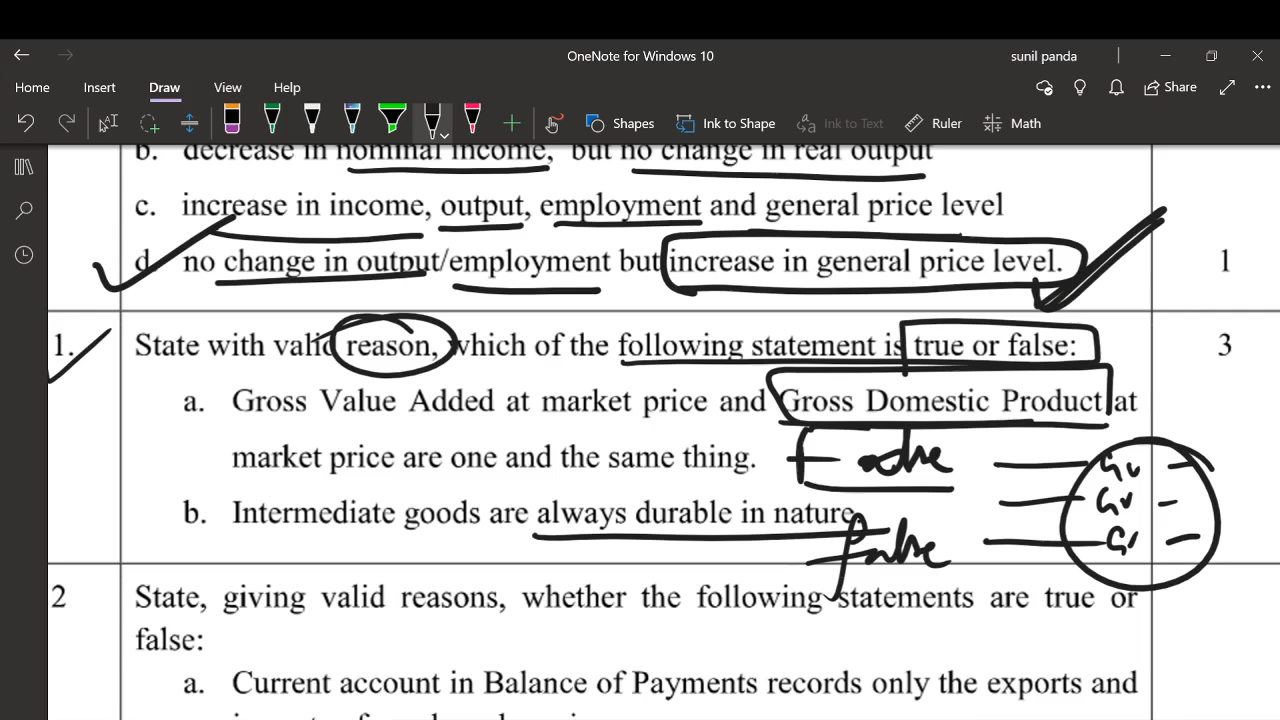 OneNote for Windows 10
sunil panda
Home Insert Draw View Help
Share
Shapes Ink to Shape Ink to Text Ruler Math
b. decrease in nominal income, but no change in real output
c. increase in income, output, employment and general price level
d. no change in output/employment but increase in general price level. 1
1. State with valid reason, which of the following statement is true or false: 3
a. Gross Value Added at market price and Gross Domestic Product at
market price are one and the same thing.
b. Intermediate goods are always durable in nature.
false
2 State, giving valid reasons, whether the following statements are true or
false:
a. Current account in Balance of Payments records only the exports and